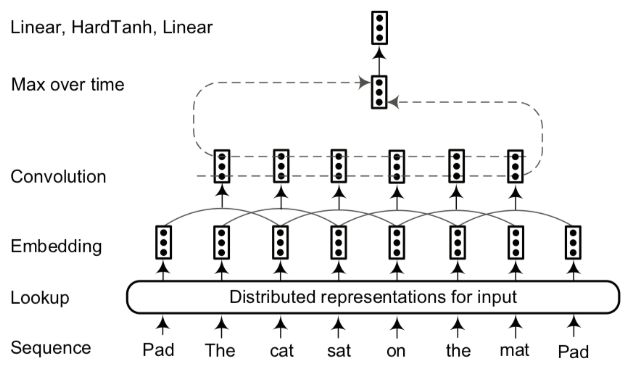 Linear, HardTanh, Linear
Max over time
Convolution
Embedding
Lookup
Distributed representations for input
Sequence
Pad The cat sat on the mat Pad